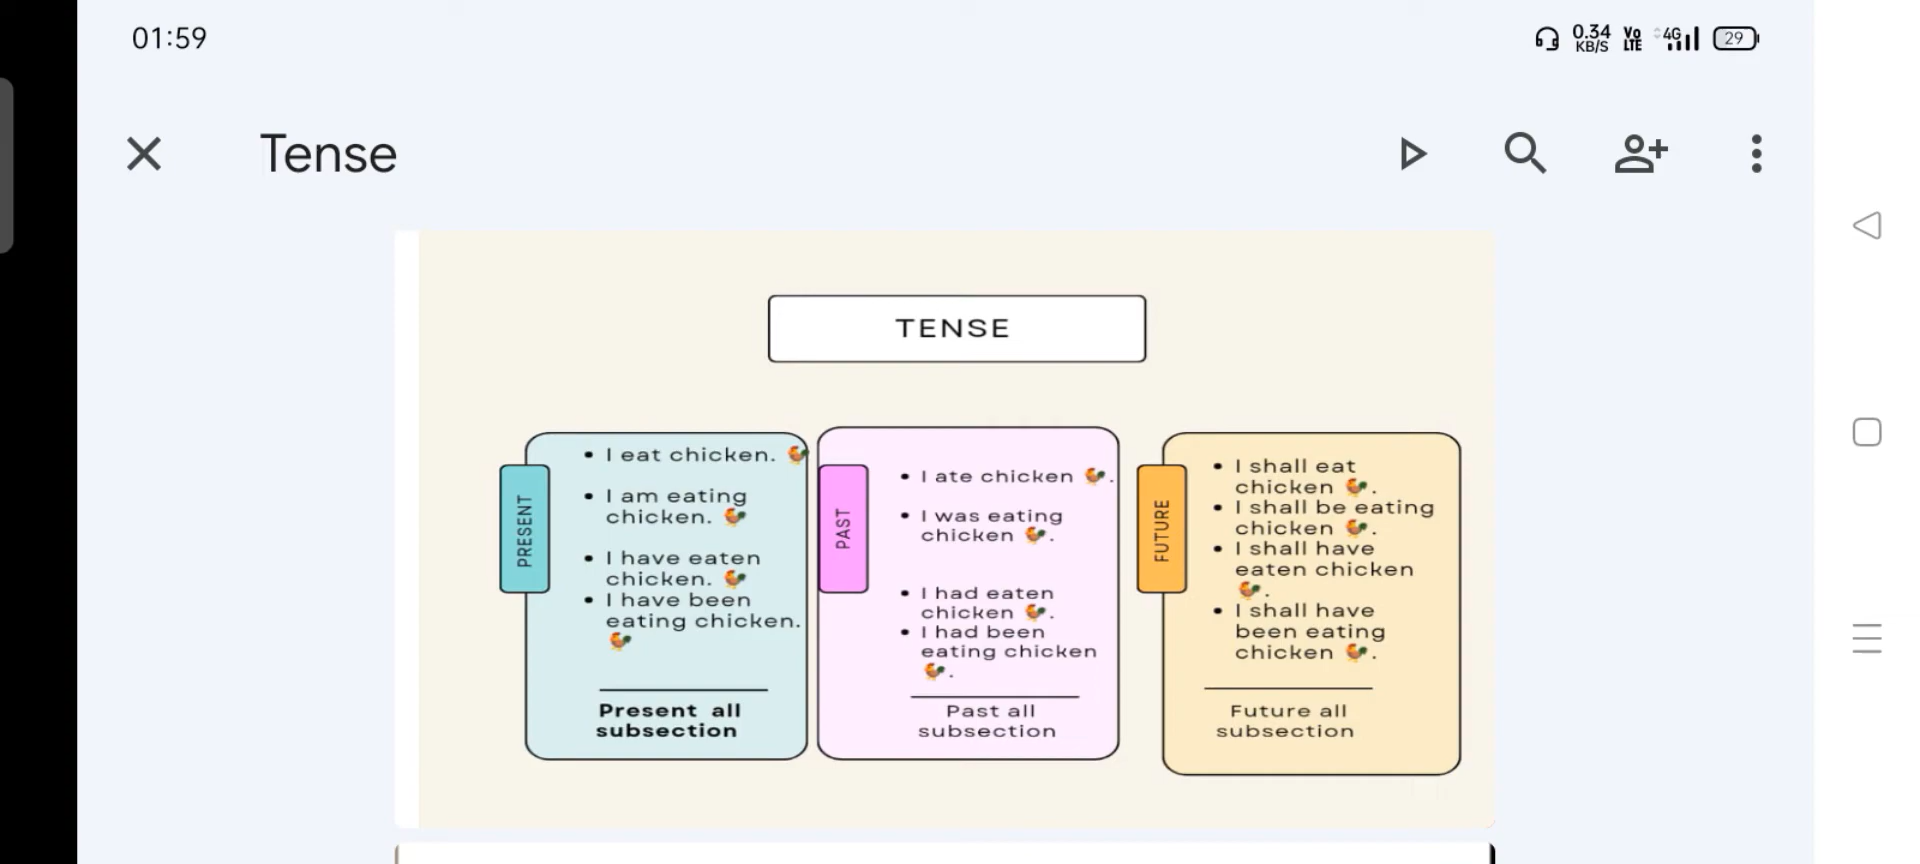 01:59
0.34
KB/S
Vo
LTE
4G
29
Tense
TENSE
PRESENT
I eat chicken. 🐓
I am eating
chicken. 🐓
I have eaten
chicken. 🐓
I have been
eating chicken.
🐓
Present all
subsection
PAST
I ate chicken 🐓.
I was eating
chicken 🐓.
I had eaten
chicken 🐓.
I had been
eating chicken
🐓.
Past all
subsection
FUTURE
I shall eat
chicken 🐓.
I shall be eating
chicken 🐓.
I shall have
eaten chicken
🐓.
I shall have
been eating
chicken 🐓.
Future all
subsection